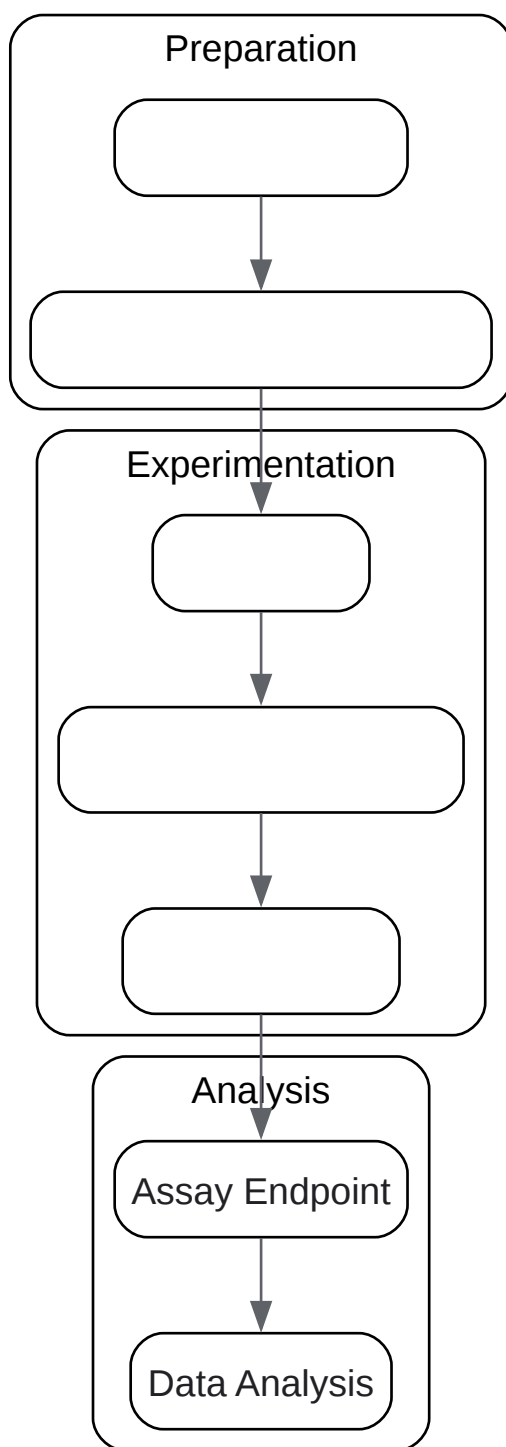 Preparation
Experimentation
Analysis
Assay Endpoint
Data Analysis